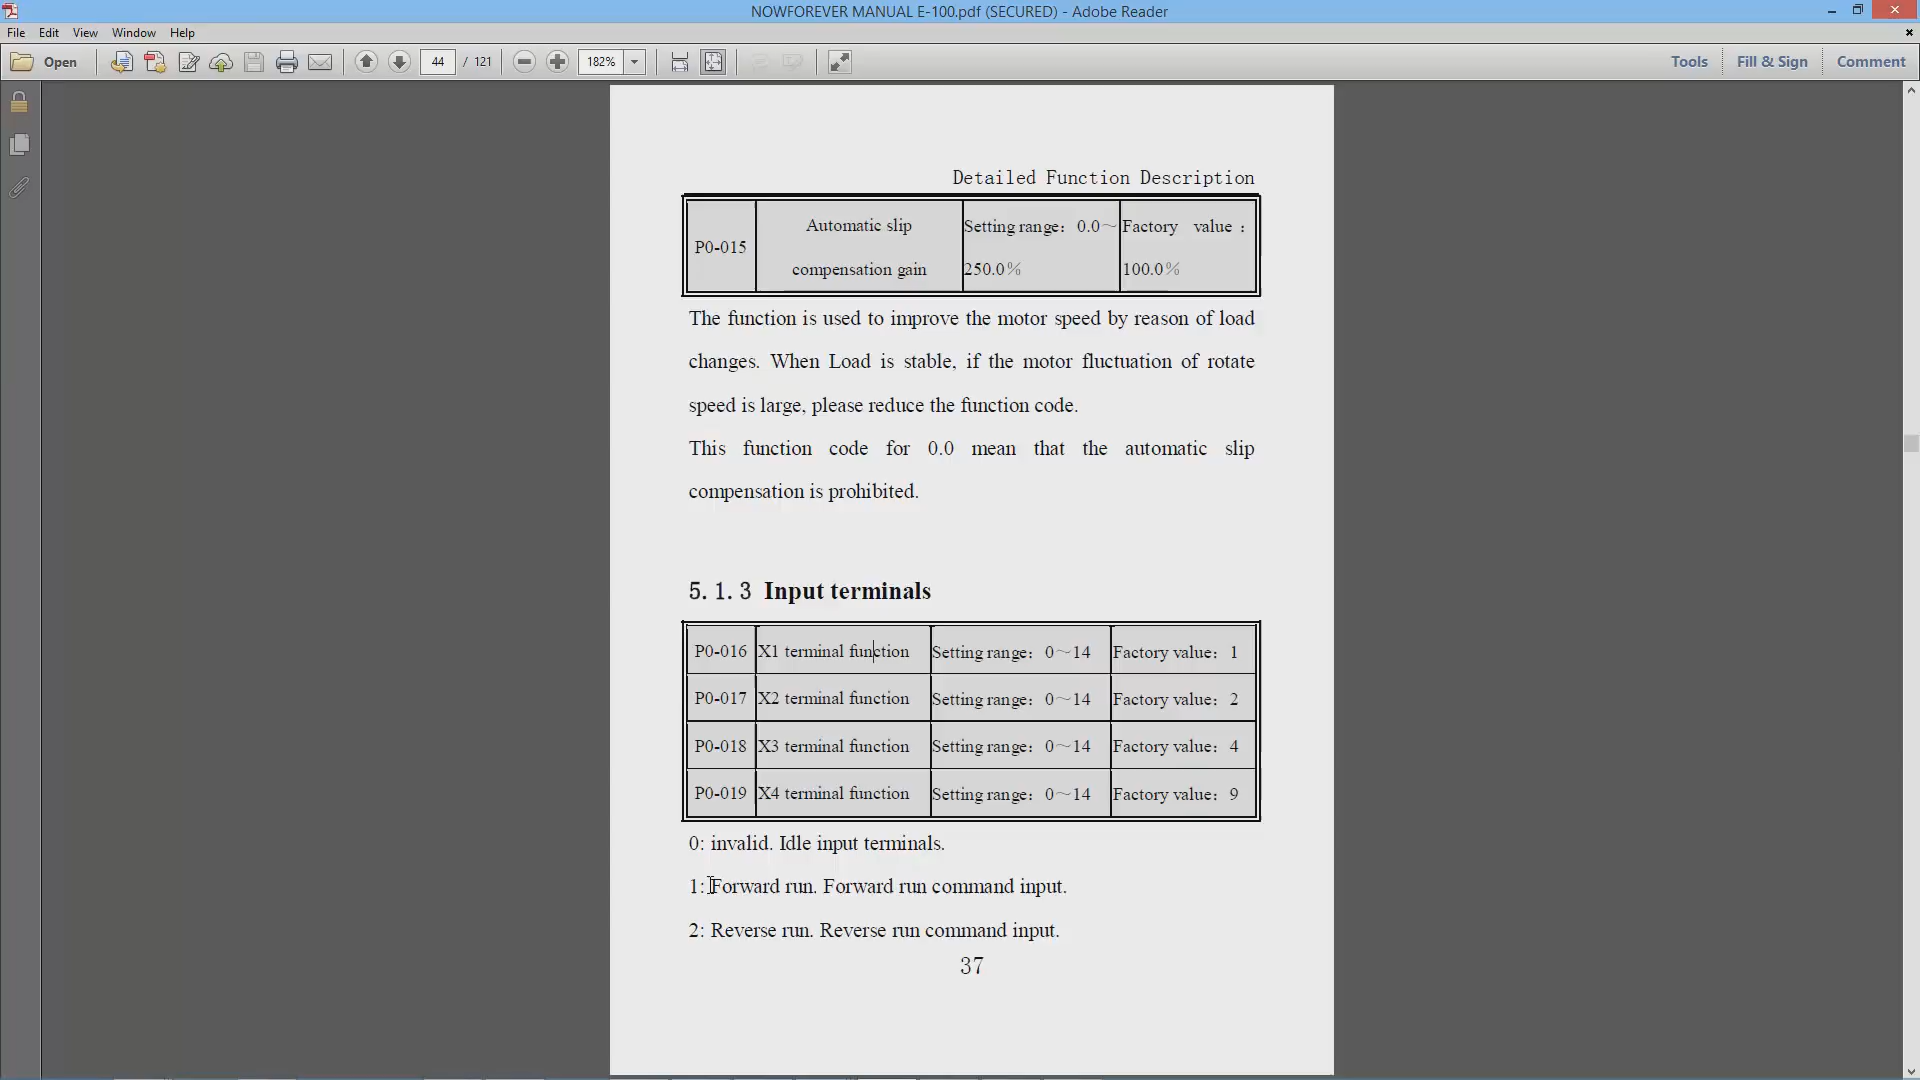 NOWFOREVER MANUAL E-100.pdf (SECURED) - Adobe Reader
File Edit View Window Help
Open 44 / 121 182% Tools Fill & Sign Comment
Detailed Function Description
P0-015 Automatic slip compensation gain Setting range：0.0～250.0％ Factory value：100.0％
The function is used to improve the motor speed by reason of load
changes. When Load is stable, if the motor fluctuation of rotate
speed is large, please reduce the function code.
This function code for 0.0 mean that the automatic slip
compensation is prohibited.
5.1.3 Input terminals
P0-016 X1 terminal function Setting range：0～14 Factory value：1
P0-017 X2 terminal function Setting range：0～14 Factory value：2
P0-018 X3 terminal function Setting range：0～14 Factory value：4
P0-019 X4 terminal function Setting range：0～14 Factory value：9
0: invalid. Idle input terminals.
1: Forward run. Forward run command input.
2: Reverse run. Reverse run command input.
37